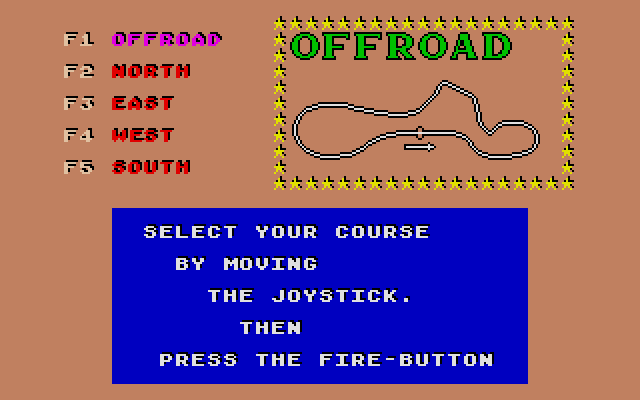 F1 OFFROAD
F2 NORTH
F3 EAST
F4 WEST
F5 SOUTH
OFFROAD
SELECT YOUR COURSE
BY MOVING
THE JOYSTICK.
THEN
PRESS THE FIRE-BUTTON